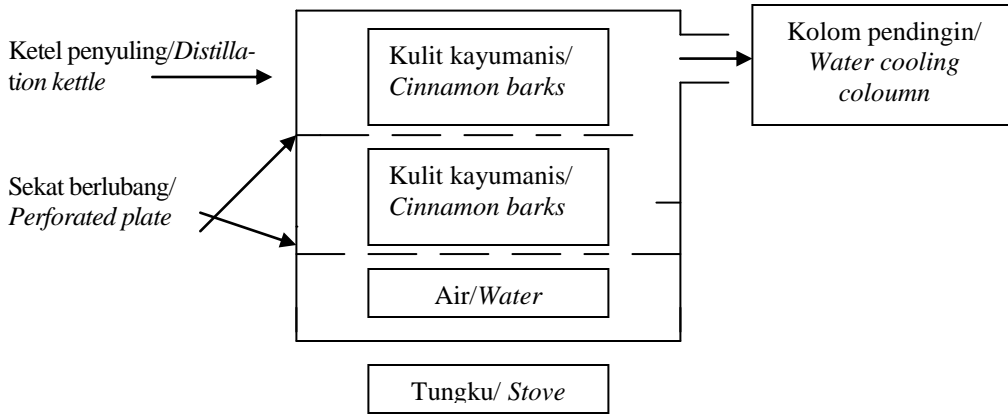 Ketel penyuling/Distilla-
tion kettle
Kulit kayumanis/
Cinnamon barks
Kolom pendingin/
Water cooling
coloumn
Sekat berlubang/
Perforated plate
Kulit kayumanis/
Cinnamon barks
Air/Water
Tungku/ Stove